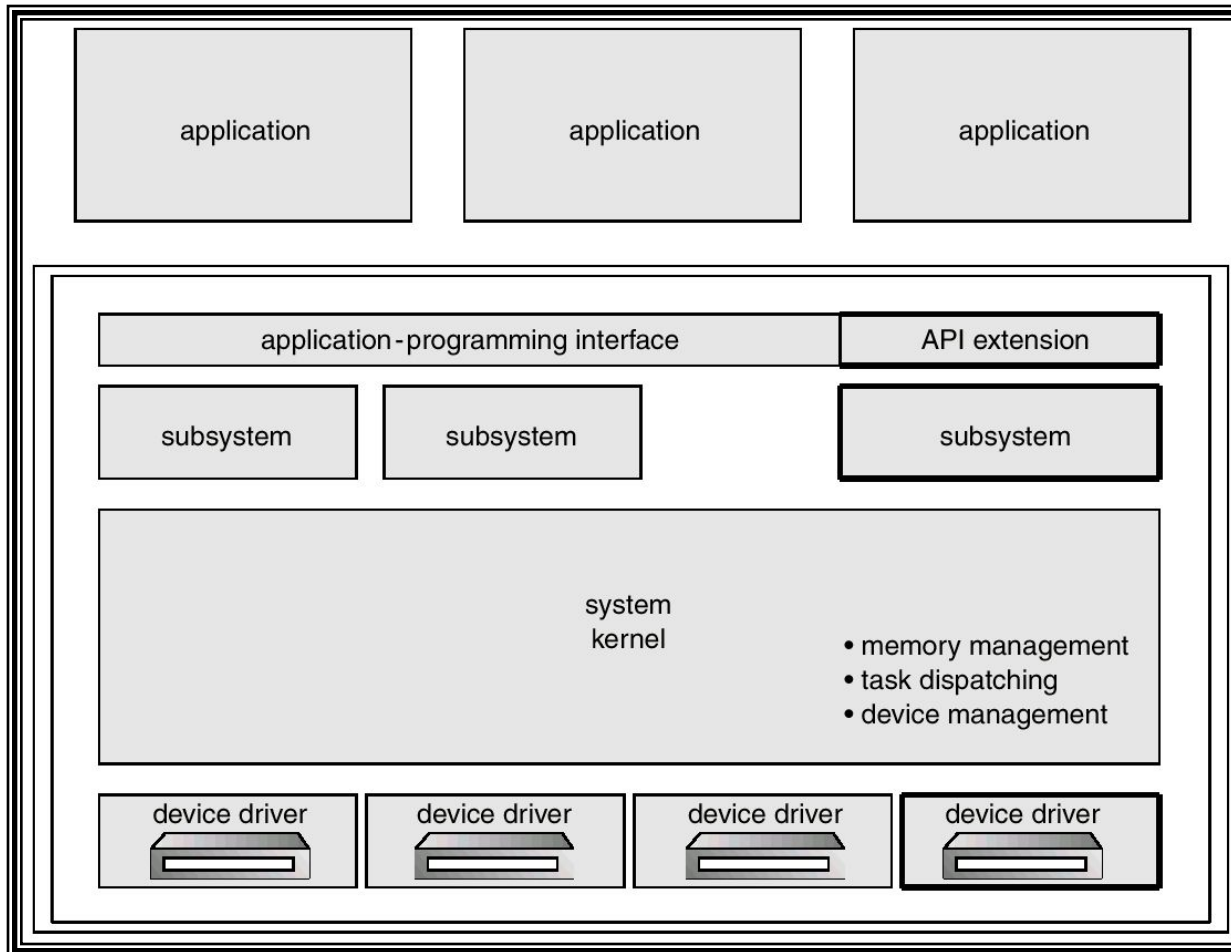 application application application
application-programming interface API extension
subsystem subsystem subsystem
system
kernel
• memory management
• task dispatching
• device management
device driver device driver device driver device driver